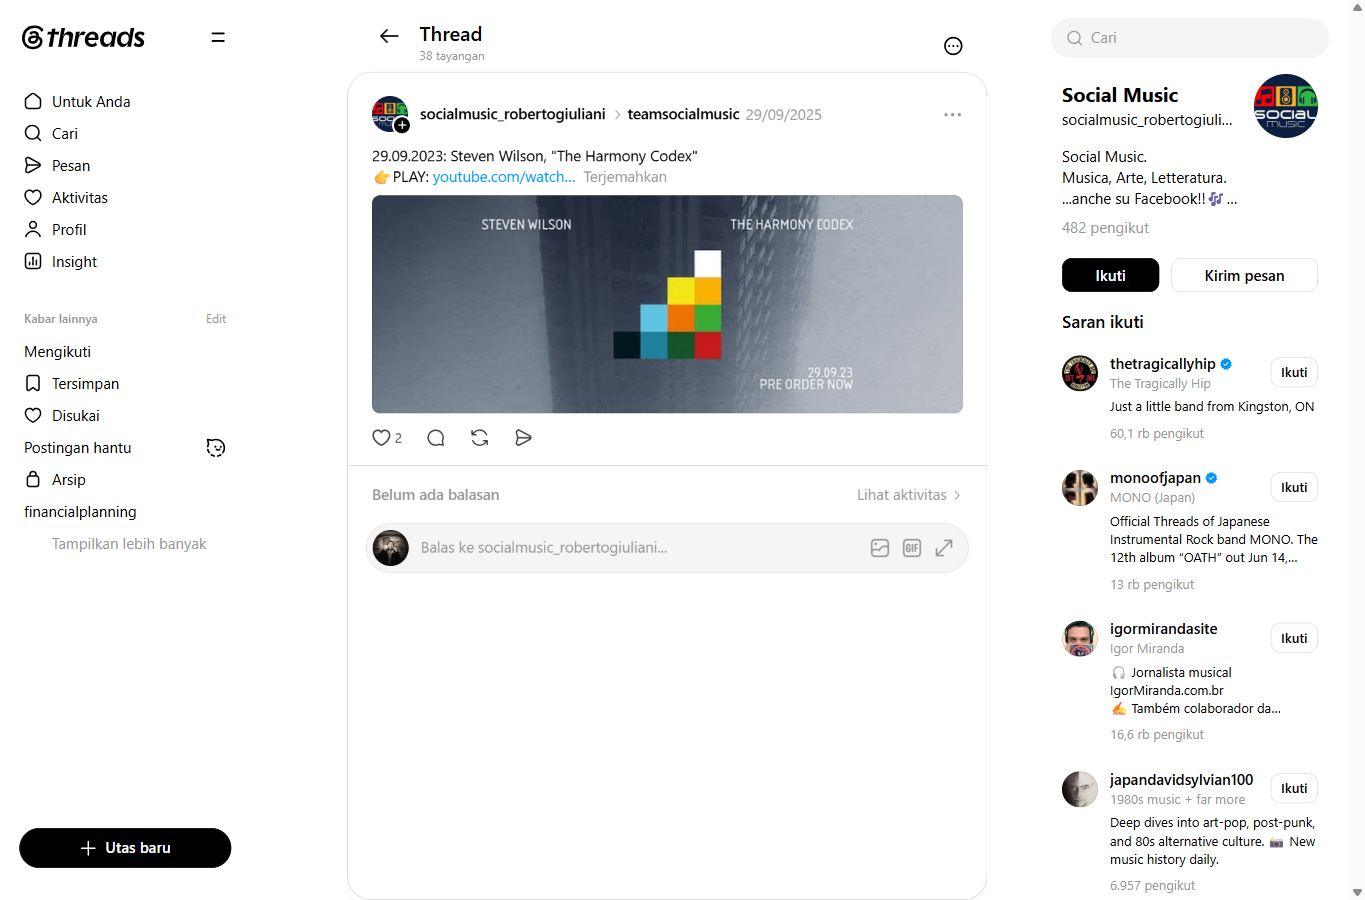 threads
Untuk Anda
Cari
Pesan
Aktivitas
Profil
Insight
Kabar lainnya
Edit
Mengikuti
Tersimpan
Disukai
Postingan hantu
Arsip
financialplanning
Tampilkan lebih banyak
Utas baru
Thread
38 tayangan
socialmusic_robertogiuliani > teamsocialmusic 29/09/2025
29.09.2023: Steven Wilson, "The Harmony Codex"
👉PLAY: youtube.com/watch... Terjemahkan
STEVEN WILSON
THE HARMONY CODEX
29.09.23
PRE ORDER NOW
2
Belum ada balasan
Lihat aktivitas >
Balas ke socialmusic_robertogiuliani...
GIF
Cari
Social Music
socialmusic_robertogiuli...
SOCIAL
MUSIC
Social Music.
Musica, Arte, Letteratura.
...anche su Facebook!!🎶 ...
482 pengikut
Ikuti
Kirim pesan
Saran ikuti
thetragicallyhip
The Tragically Hip
Ikuti
Just a little band from Kingston, ON
60,1 rb pengikut
monoofjapan
MONO (Japan)
Ikuti
Official Threads of Japanese
Instrumental Rock band MONO. The
12th album “OATH” out Jun 14,...
13 rb pengikut
igormirandasite
Igor Miranda
Ikuti
🎧 Jornalista musical
IgorMiranda.com.br
✍️ Também colaborador da...
16,6 rb pengikut
japandavidsylvian100
1980s music + far more
Ikuti
Deep dives into art-pop, post-punk,
and 80s alternative culture. 📷 New
music history daily.
6.957 pengikut